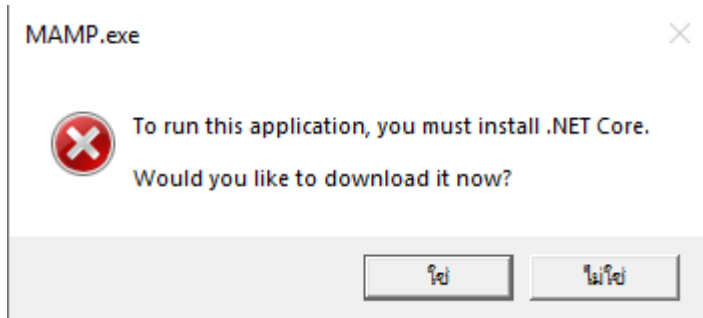 MAMP.exe
To run this application, you must install .NET Core.
Would you like to download it now?
ใช่
ไม่ใช่